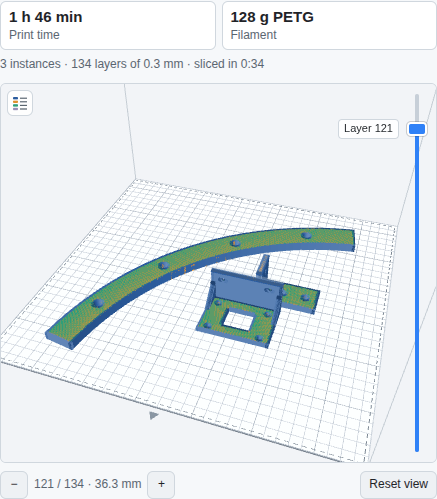 1 h 46 min
Print time
128 g PETG
Filament
3 instances · 134 layers of 0.3 mm · sliced in 0:34
Layer 121
−
121 / 134 · 36.3 mm
+
Reset view